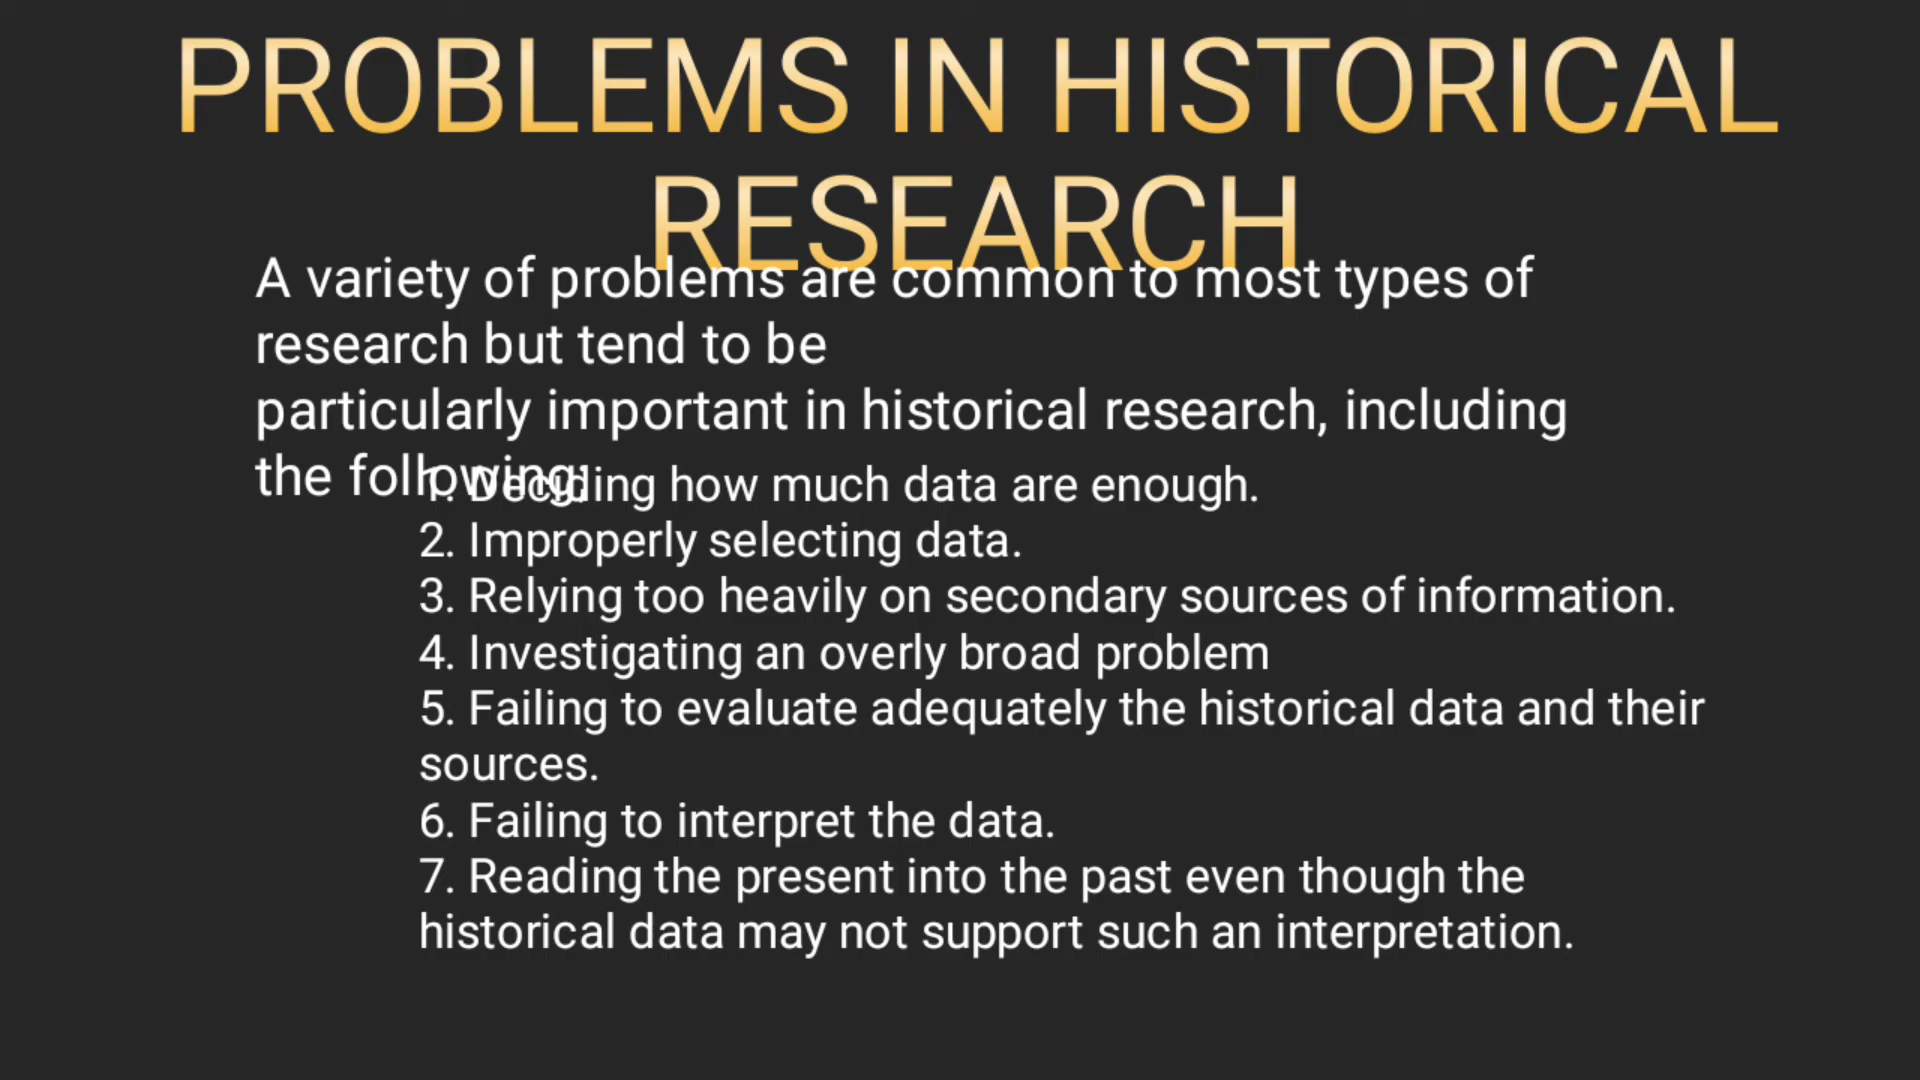 PROBLEMS IN HISTORICAL
RESEARCH
A variety of problems are common to most types of
research but tend to be
particularly important in historical research, including
the following:
1. Deciding how much data are enough.
2. Improperly selecting data.
3. Relying too heavily on secondary sources of information.
4. Investigating an overly broad problem
5. Failing to evaluate adequately the historical data and their
sources.
6. Failing to interpret the data.
7. Reading the present into the past even though the
historical data may not support such an interpretation.